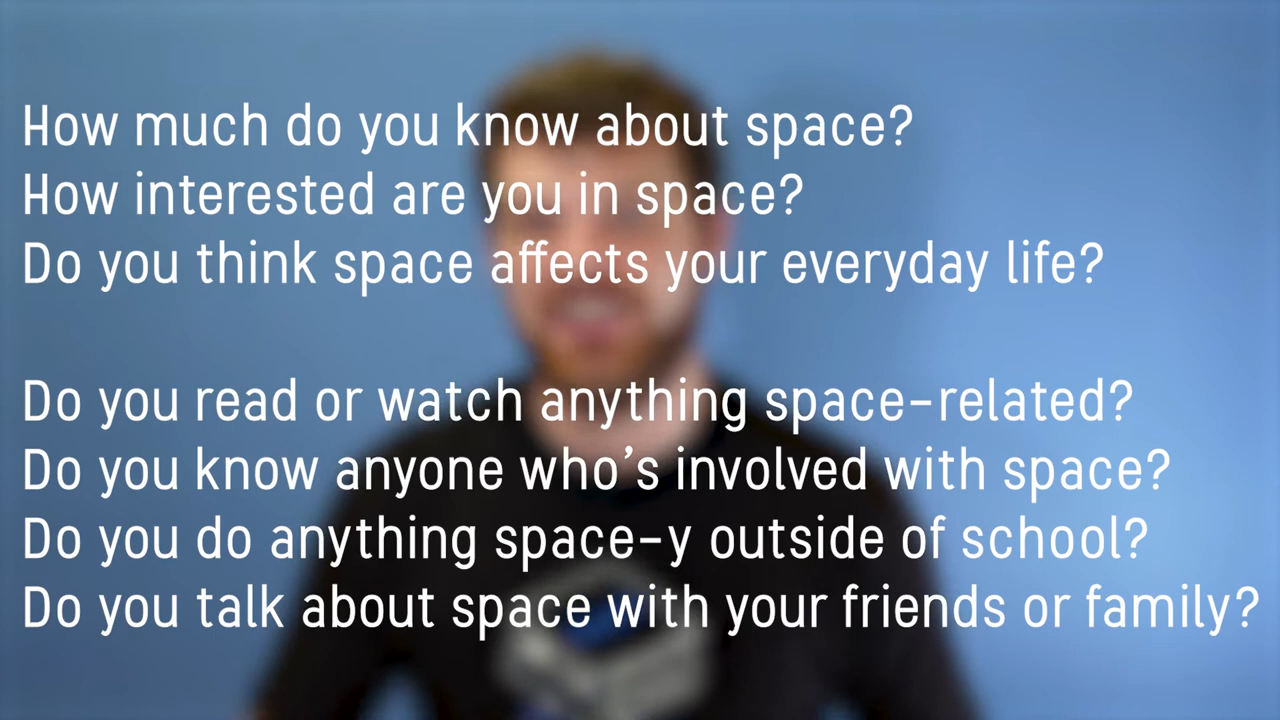 How much do you know about space?
How interested are you in space?
Do you think space affects your everyday life?
Do you read or watch anything space-related?
Do you know anyone who's involved with space?
Do you do anything space-y outside of school?
Do you talk about space with your friends or family?